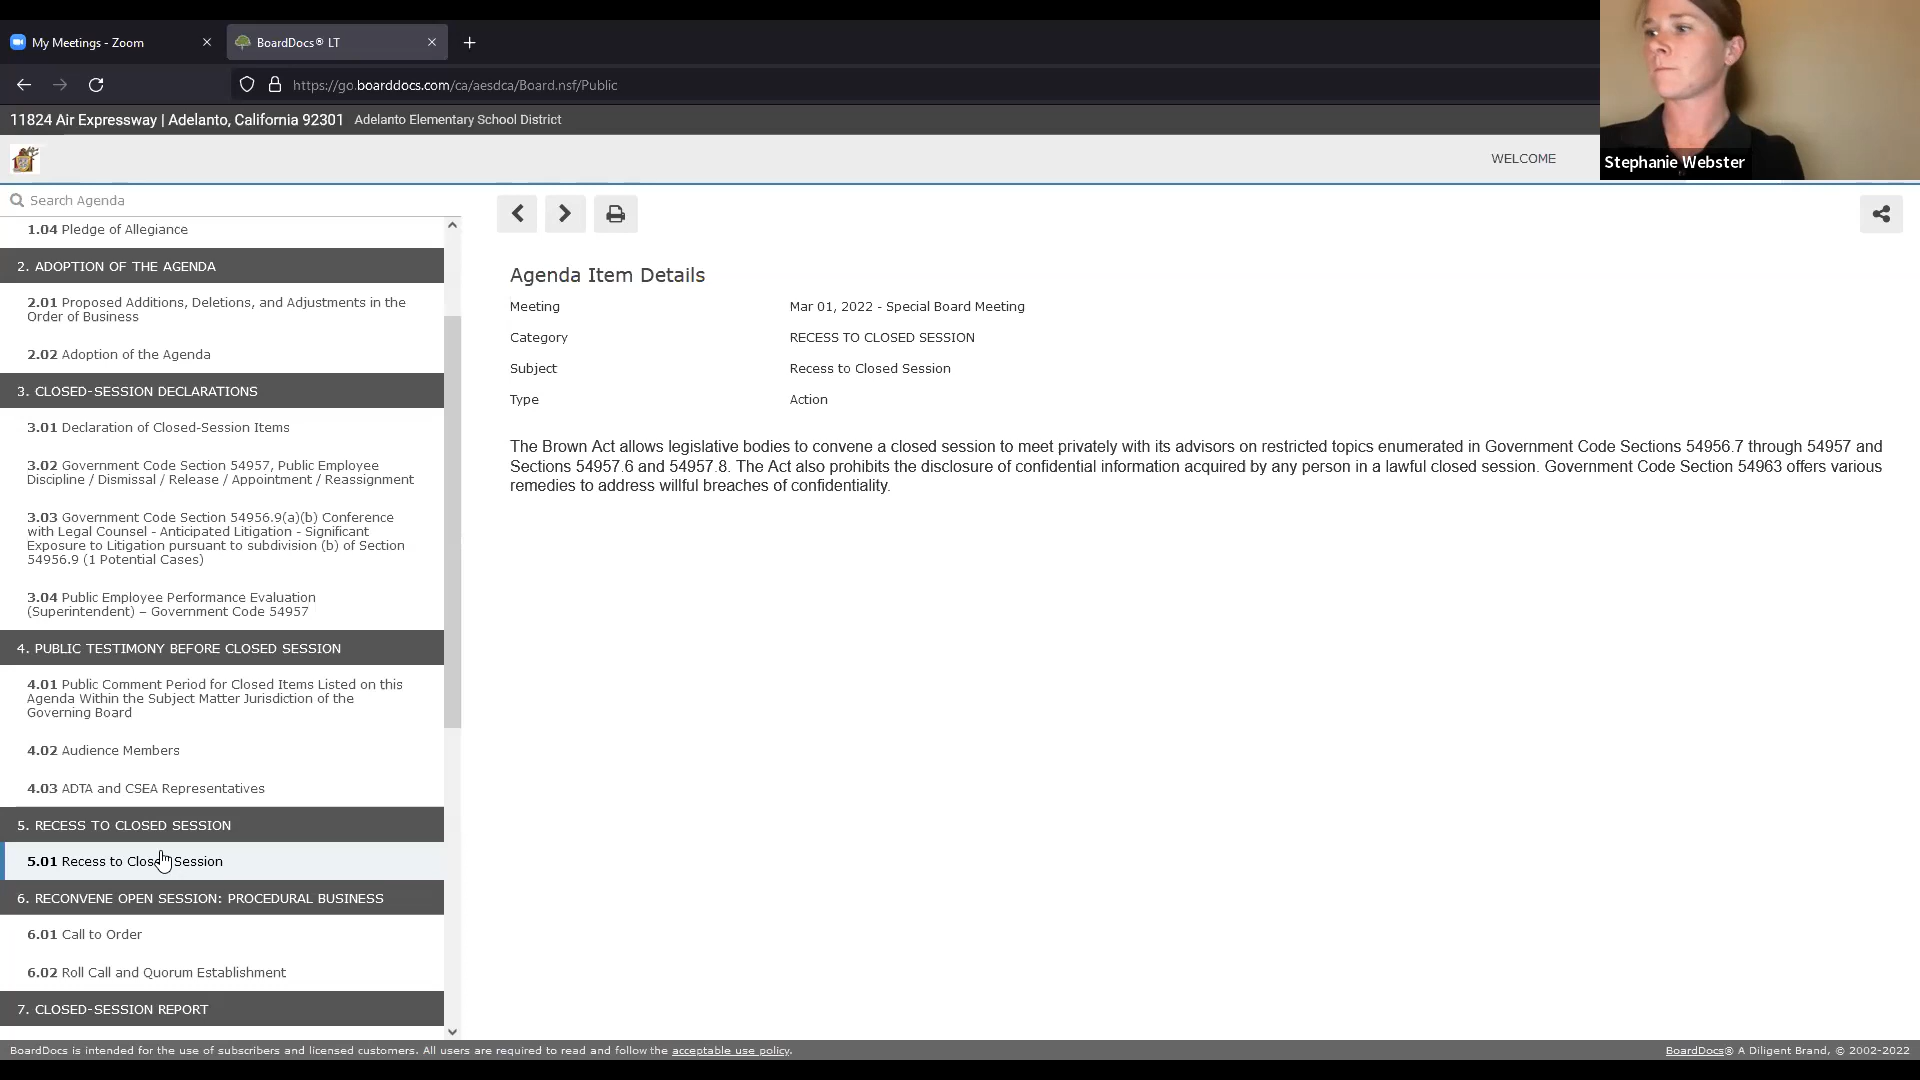 My Meetings - Zoom
BoardDocs® LT
https://go.boarddocs.com/ca/aesdca/Board.nsf/Public
11824 Air Expressway | Adelanto, California 92301 Adelanto Elementary School District
WELCOME
Stephanie Webster
Search Agenda
1.04 Pledge of Allegiance
2. ADOPTION OF THE AGENDA
2.01 Proposed Additions, Deletions, and Adjustments in the
Order of Business
2.02 Adoption of the Agenda
3. CLOSED-SESSION DECLARATIONS
3.01 Declaration of Closed-Session Items
3.02 Government Code Section 54957, Public Employee
Discipline / Dismissal / Release / Appointment / Reassignment
3.03 Government Code Section 54956.9(a)(b) Conference
with Legal Counsel - Anticipated Litigation - Significant
Exposure to Litigation pursuant to subdivision (b) of Section
54956.9 (1 Potential Cases)
3.04 Public Employee Performance Evaluation
(Superintendent) – Government Code 54957
4. PUBLIC TESTIMONY BEFORE CLOSED SESSION
4.01 Public Comment Period for Closed Items Listed on this
Agenda Within the Subject Matter Jurisdiction of the
Governing Board
4.02 Audience Members
4.03 ADTA and CSEA Representatives
5. RECESS TO CLOSED SESSION
5.01 Recess to Closed Session
6. RECONVENE OPEN SESSION: PROCEDURAL BUSINESS
6.01 Call to Order
6.02 Roll Call and Quorum Establishment
7. CLOSED-SESSION REPORT
Agenda Item Details
Meeting Mar 01, 2022 - Special Board Meeting
Category RECESS TO CLOSED SESSION
Subject Recess to Closed Session
Type Action
The Brown Act allows legislative bodies to convene a closed session to meet privately with its advisors on restricted topics enumerated in Government Code Sections 54956.7 through 54957 and
Sections 54957.6 and 54957.8. The Act also prohibits the disclosure of confidential information acquired by any person in a lawful closed session. Government Code Section 54963 offers various
remedies to address willful breaches of confidentiality.
BoardDocs is intended for the use of subscribers and licensed customers. All users are required to read and follow the acceptable use policy.
BoardDocs® A Diligent Brand, © 2002-2022